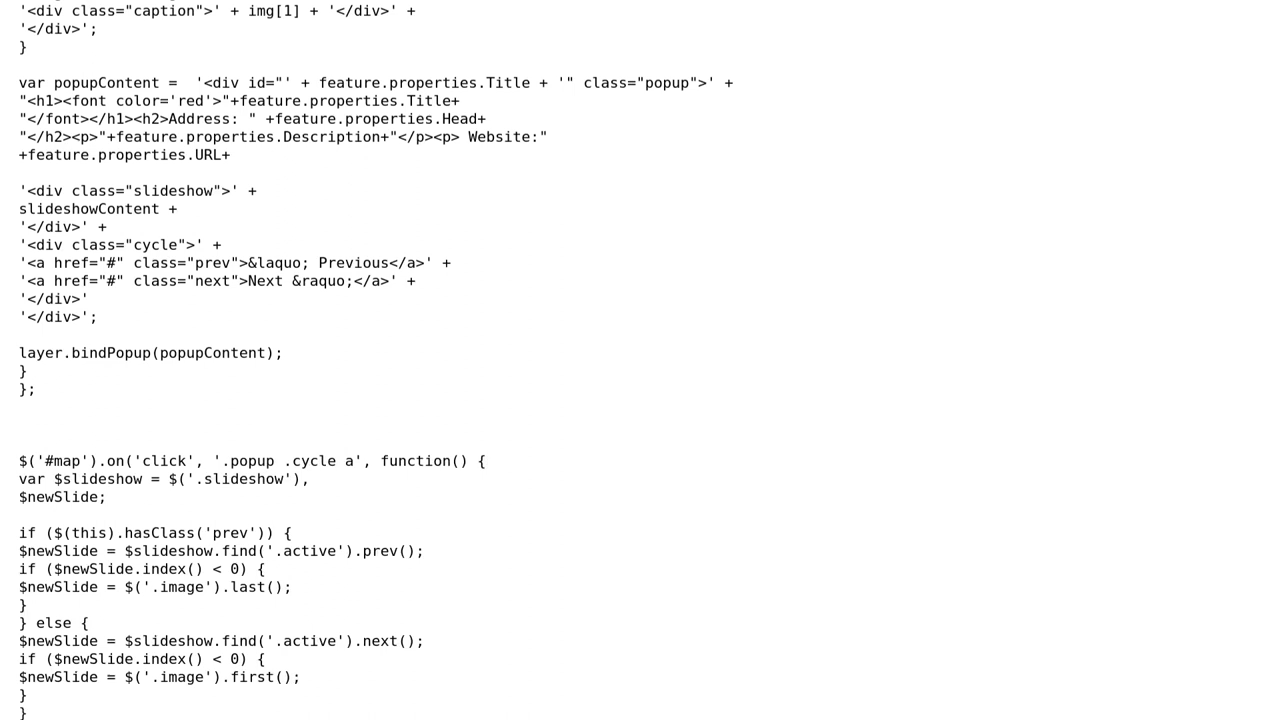 '<div class="caption">' + img[1] + '</div>' +
'</div>';
}
var popupContent =  '<div id="' + feature.properties.Title + '" class="popup">' +
"<h1><font color='red'>"+feature.properties.Title+
"</font></h1><h2>Address: " +feature.properties.Head+
"</h2><p>"+feature.properties.Description+"</p><p> Website:"
+feature.properties.URL+
'<div class="slideshow">' +
slideshowContent +
'</div>' +
'<div class="cycle">' +
'<a href="#" class="prev">&laquo; Previous</a>' +
'<a href="#" class="next">Next &raquo;</a>' +
'</div>'
'</div>';
layer.bindPopup(popupContent);
}
};
$('#map').on('click', '.popup .cycle a', function() {
var $slideshow = $('.slideshow'),
$newSlide;
if ($(this).hasClass('prev')) {
$newSlide = $slideshow.find('.active').prev();
if ($newSlide.index() < 0) {
$newSlide = $('.image').last();
}
} else {
$newSlide = $slideshow.find('.active').next();
if ($newSlide.index() < 0) {
$newSlide = $('.image').first();
}
}